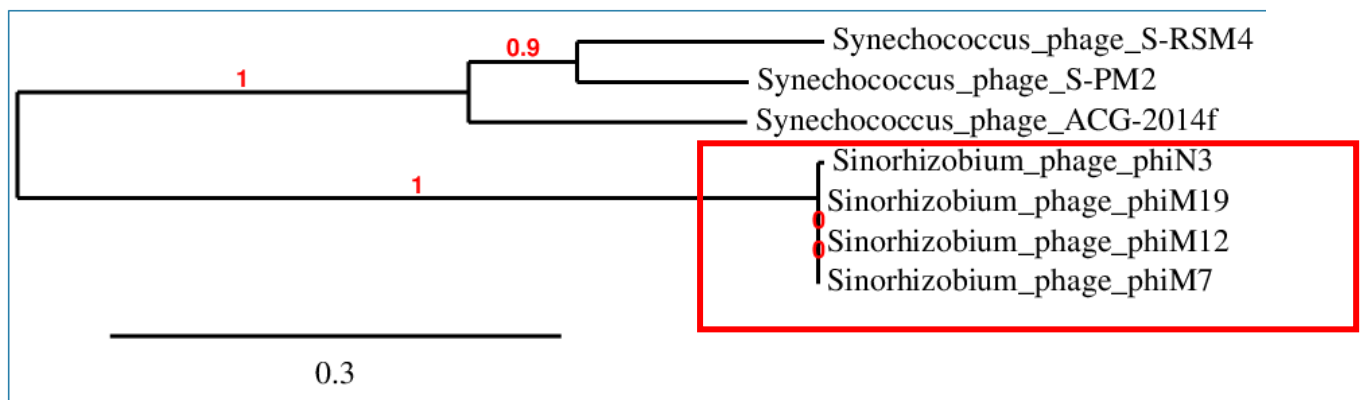 Synechococcus_phage_S-RSM4
0.9
1
Synechococcus_phage_S-PM2
Synechococcus_phage_ACG-2014f
Sinorhizobium_phage_phiN3
1
Sinorhizobium_phage_phiM19
0
Sinorhizobium_phage_phiM12
0
Sinorhizobium_phage_phiM7
0.3